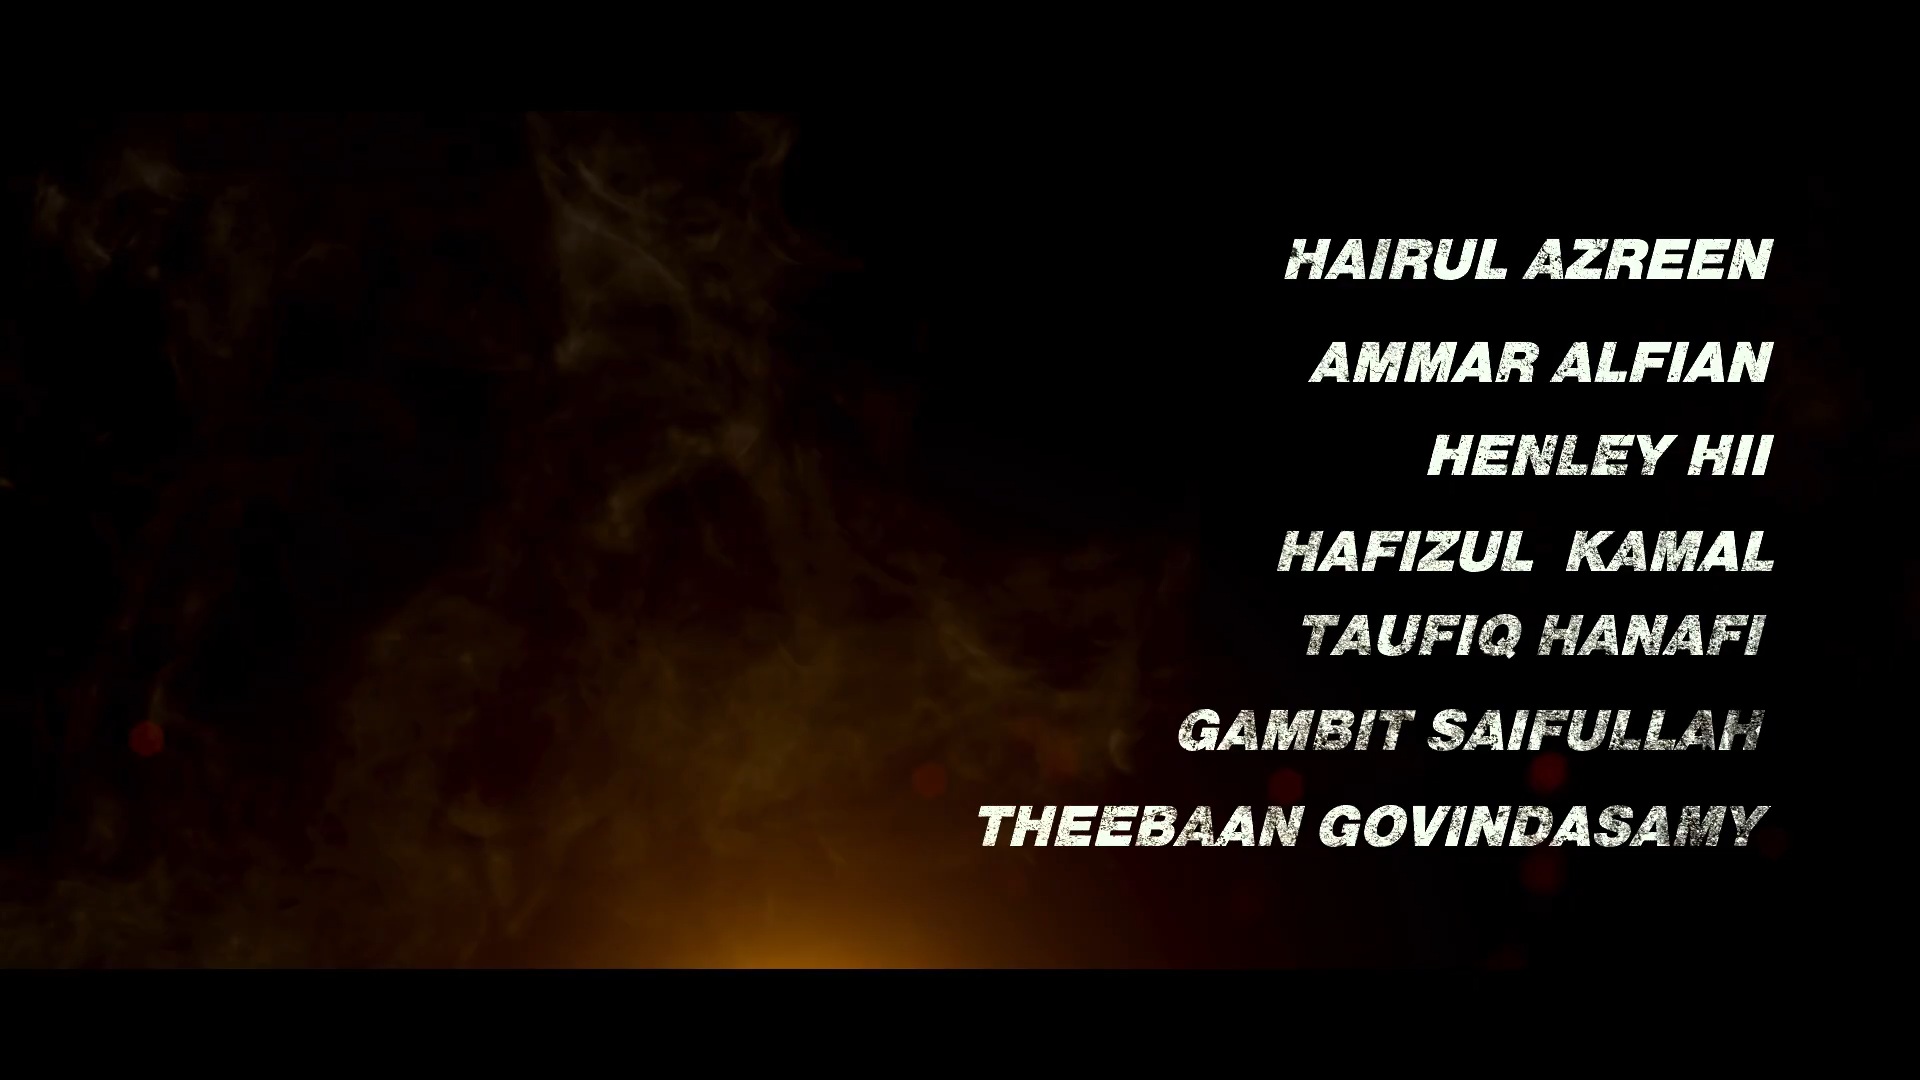 HAIRUL AZREEN
AMMAR ALFIAN
HENLEY HII
HAFIZUL KAMAL
TAUFIQ HANAFI
GAMBIT SAIFULLAH
THEEBAAN GOVINDASAMY